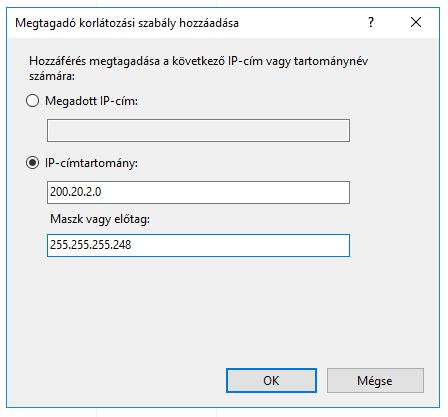 Megtagadó korlátozási szabály hozzáadása
?
Hozzáférés megtagadása a következő IP-cím vagy tartománynév
számára:
Megadott IP-cím:
IP-címtartomány:
200.20.2.0
Maszk vagy előtag:
255.255.255.248
OK
Mégse